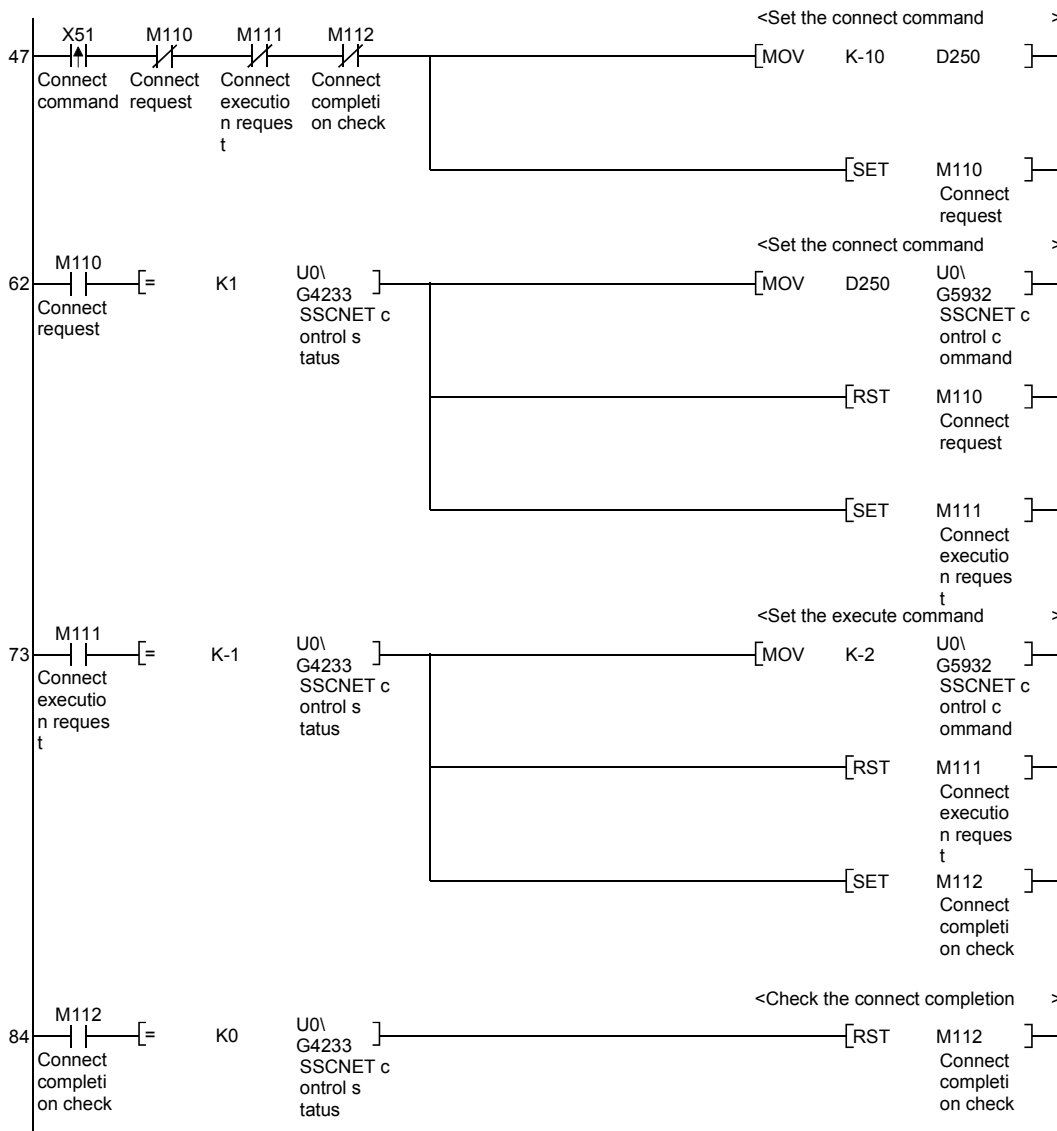 <Set the connect command >
X51 M110 M111 M112
47 [MOV K-10 D250 ]
Connect command
Connect request
Connect executio n reques t
Connect completi on check
[SET M110 ]
Connect
request
<Set the connect command >
M110
62 [= K1 U0\ G4233 ] [MOV D250 U0\ G5932 ]
Connect
request
SSCNET c
ontrol s
tatus
SSCNET c
ontrol c
ommand
[RST M110 ]
Connect
request
[SET M111 ]
Connect
executio
n reques
t
<Set the execute command >
M111
73 [= K-1 U0\ G4233 ] [MOV K-2 U0\ G5932 ]
Connect
executio
n reques
t
SSCNET c
ontrol s
tatus
SSCNET c
ontrol c
ommand
[RST M111 ]
Connect
executio
n reques
t
[SET M112 ]
Connect
completi
on check
<Check the connect completion >
M112
84 [= K0 U0\ G4233 ] [RST M112 ]
Connect
completi
on check
SSCNET c
ontrol s
tatus
Connect
completi
on check